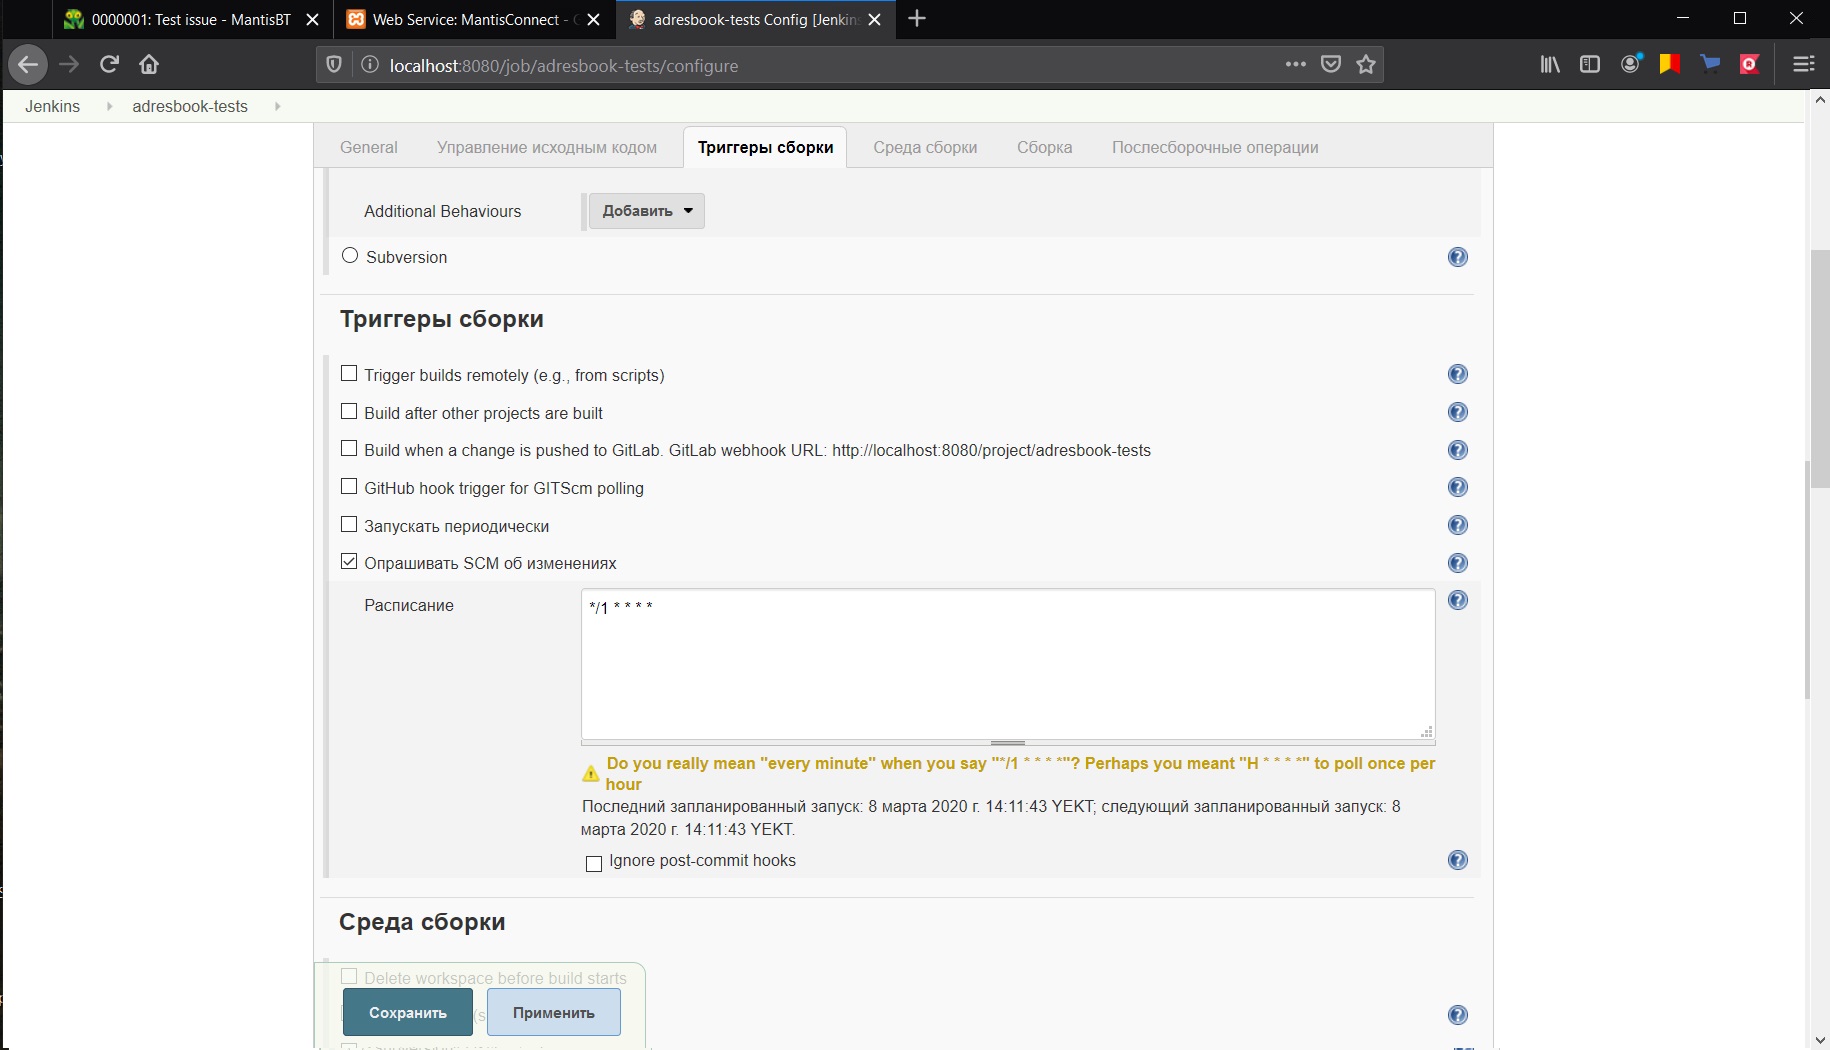 0000001: Test issue - MantisBT
Web Service: MantisConnect -
adresbook-tests Config [Jenkins
localhost:8080/job/adresbook-tests/configure
Jenkins
adresbook-tests
General
Управление исходным кодом
Триггеры сборки
Среда сборки
Сборка
Послесборочные операции
Additional Behaviours
Добавить
Subversion
Триггеры сборки
Trigger builds remotely (e.g., from scripts)
Build after other projects are built
Build when a change is pushed to GitLab. GitLab webhook URL: http://localhost:8080/project/adresbook-tests
GitHub hook trigger for GITScm polling
Запускать периодически
Опрашивать SCM об изменениях
Расписание
*/1 * * * *
Do you really mean "every minute" when you say "*/1 * * * *"? Perhaps you meant "H * * * *" to poll once per
hour
Последний запланированный запуск: 8 марта 2020 г. 14:11:43 YEKT; следующий запланированный запуск: 8
марта 2020 г. 14:11:43 YEKT.
Ignore post-commit hooks
Среда сборки
Delete workspace before build starts
Сохранить
Применить